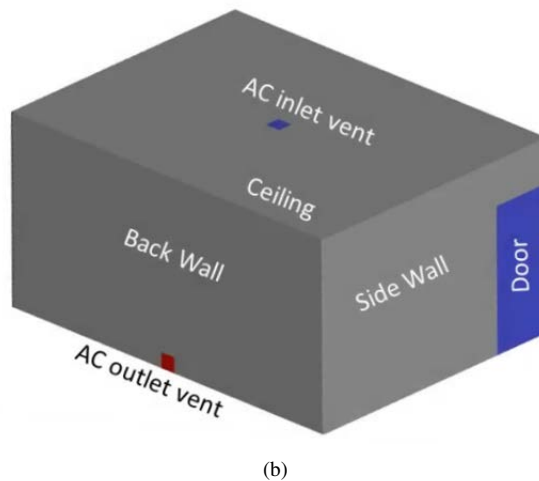 AC inlet vent
Ceiling
Back Wall
Side Wall
Door
AC outlet vent
(b)